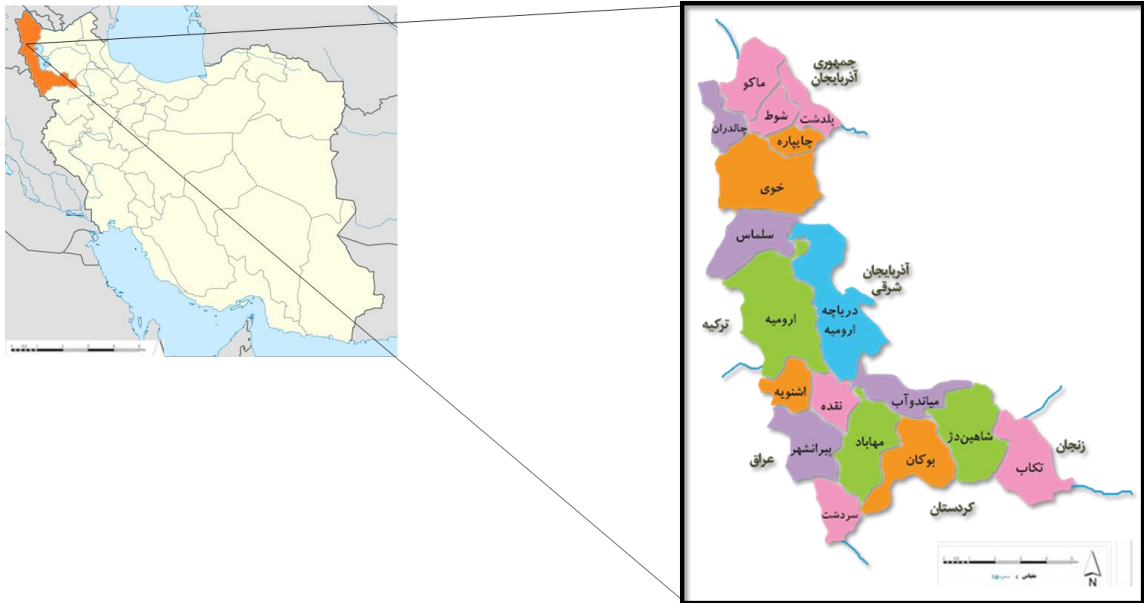 جمهوری
آذربایجان
ماکو
شوط
پلدشت
چالدران
چایپاره
خوی
سلماس
آذربایجان
شرقی
دریاچه
ارومیه
ارومیه
ترکیه
اشنویه
نقده
میاندوآب
مهاباد
شاهین‌دژ
زنجان
پیرانشهر
بوکان
تکاب
عراق
کردستان
سردشت
مقیاس :
N